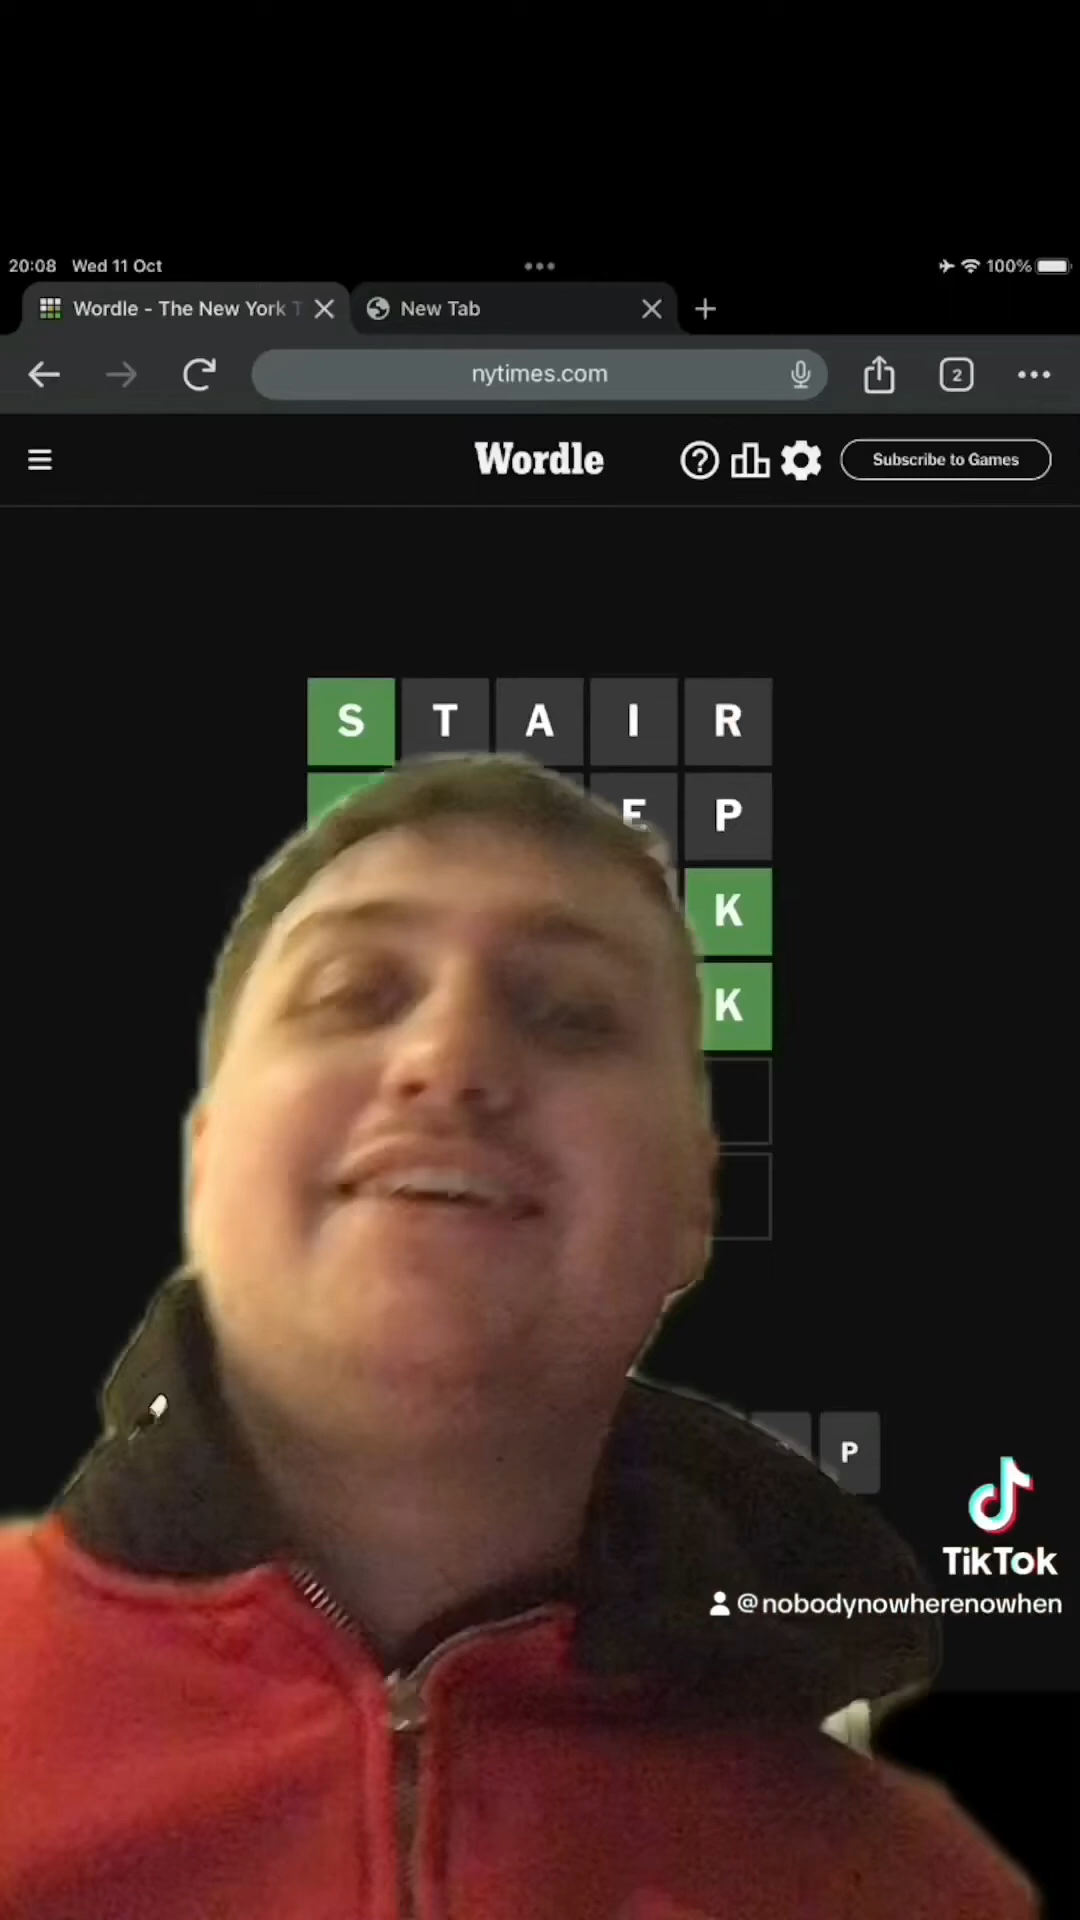 20:08 Wed 11 Oct 100%
Wordle - The New York T New Tab
nytimes.com 2
Wordle Subscribe to Games
S T A I R
E P
K
K
P
TikTok
@nobodynowherenowhen